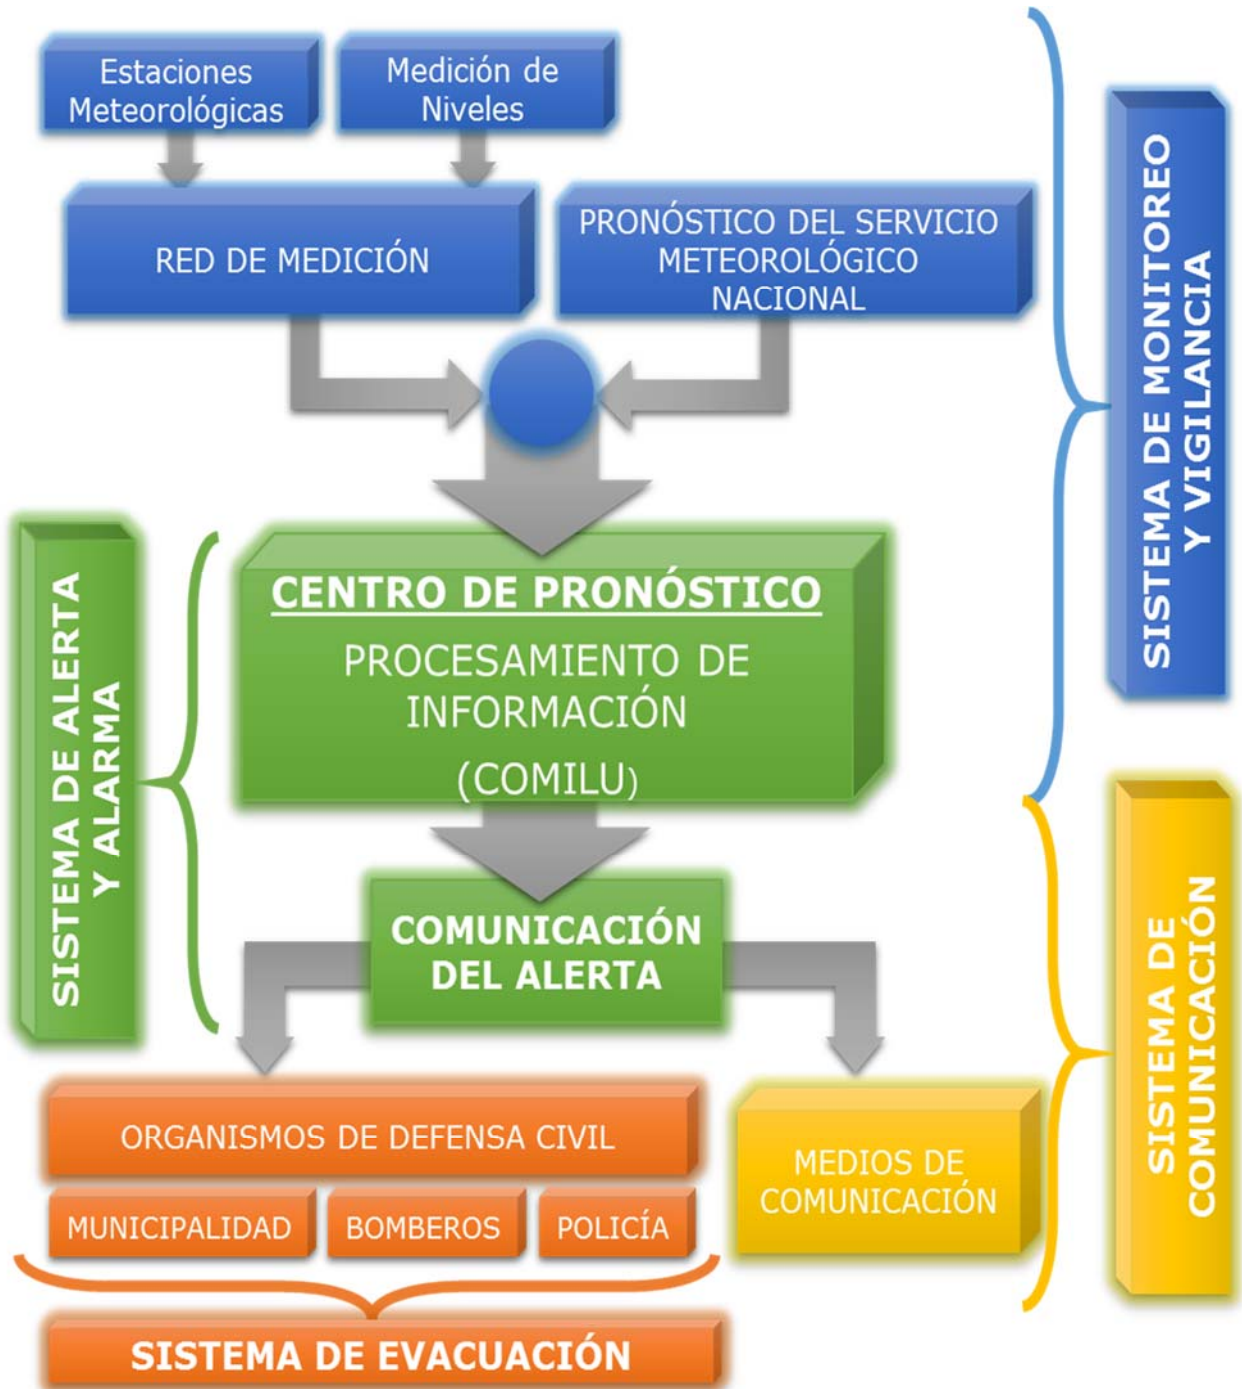 Estaciones
Meteorológicas
Medición de
Niveles
RED DE MEDICIÓN
PRONÓSTICO DEL SERVICIO
METEOROLÓGICO
NACIONAL
SISTEMA DE MONITOREO
Y VIGILANCIA
CENTRO DE PRONÓSTICO
PROCESAMIENTO DE
INFORMACIÓN
(COMILU)
SISTEMA DE ALERTA
Y ALARMA
COMUNICACIÓN
DEL ALERTA
SISTEMA DE
COMUNICACIÓN
ORGANISMOS DE DEFENSA CIVIL
MUNICIPALIDAD
BOMBEROS
POLICÍA
MEDIOS DE
COMUNICACIÓN
SISTEMA DE EVACUACIÓN